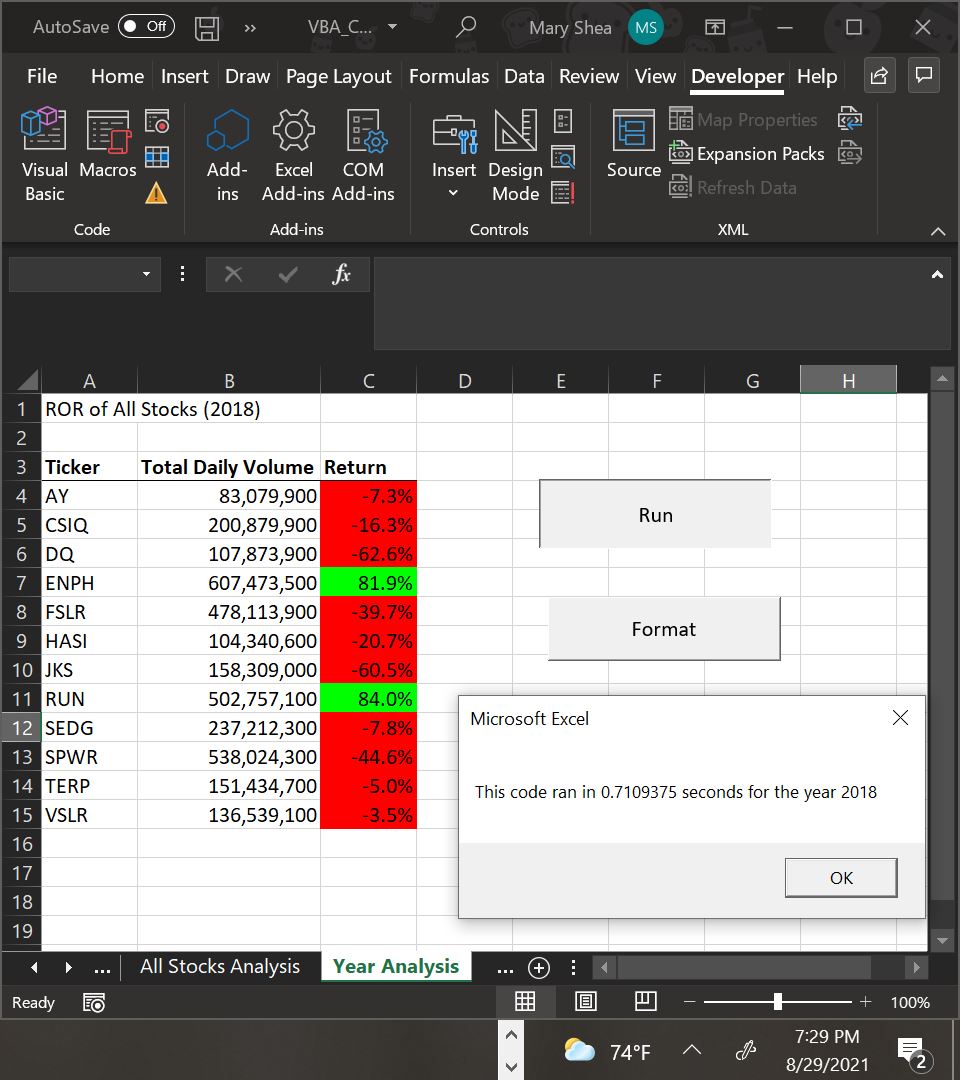 AutoSave Off VBA_C... Mary Shea MS
File Home Insert Draw Page Layout Formulas Data Review View Developer Help
Visual Basic Macros Add-ins Excel Add-ins COM Add-ins Insert Design Mode Source Map Properties
Expansion Packs
Refresh Data
Code Add-ins Controls XML
fx
A B C D E F G H
1 ROR of All Stocks (2018)
2
3 Ticker Total Daily Volume Return
4 AY 83,079,900 -7.3%
5 CSIQ 200,879,900 -16.3%
Run
6 DQ 107,873,900 -62.6%
7 ENPH 607,473,500 81.9%
8 FSLR 478,113,900 -39.7%
Format
9 HASI 104,340,600 -20.7%
10 JKS 158,309,000 -60.5%
11 RUN 502,757,100 84.0%
Microsoft Excel
12 SEDG 237,212,300 -7.8%
13 SPWR 538,024,300 -44.6%
14 TERP 151,434,700 -5.0%
This code ran in 0.7109375 seconds for the year 2018
15 VSLR 136,539,100 -3.5%
16
17
OK
18
19
... All Stocks Analysis Year Analysis ...
Ready 100%
74°F 7:29 PM
8/29/2021 2